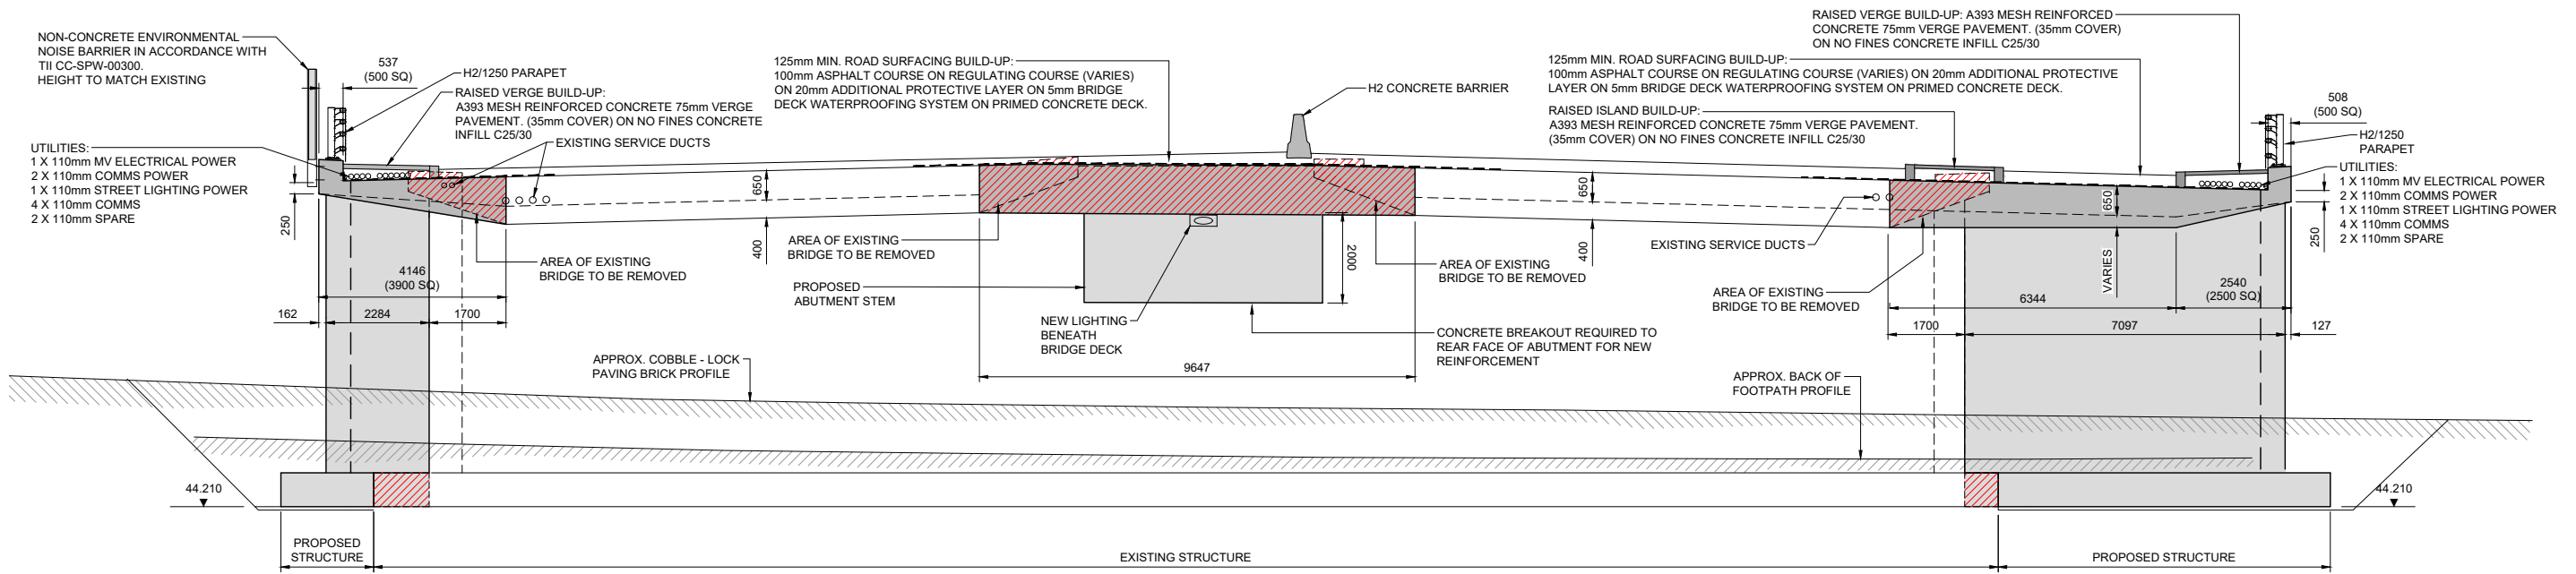 NON-CONCRETE ENVIRONMENTAL
NOISE BARRIER IN ACCORDANCE WITH
TII CC-SPW-00300.
HEIGHT TO MATCH EXISTING
537
(500 SQ)
H2/1250 PARAPET
RAISED VERGE BUILD-UP:
A393 MESH REINFORCED CONCRETE 75mm VERGE
PAVEMENT. (35mm COVER) ON NO FINES CONCRETE
INFILL C25/30
EXISTING SERVICE DUCTS
UTILITIES:
1 X 110mm MV ELECTRICAL POWER
2 X 110mm COMMS POWER
1 X 110mm STREET LIGHTING POWER
4 X 110mm COMMS
2 X 110mm SPARE
125mm MIN. ROAD SURFACING BUILD-UP:
100mm ASPHALT COURSE ON REGULATING COURSE (VARIES)
ON 20mm ADDITIONAL PROTECTIVE LAYER ON 5mm BRIDGE
DECK WATERPROOFING SYSTEM ON PRIMED CONCRETE DECK.
H2 CONCRETE BARRIER
125mm MIN. ROAD SURFACING BUILD-UP:
100mm ASPHALT COURSE ON REGULATING COURSE (VARIES) ON 20mm ADDITIONAL PROTECTIVE
LAYER ON 5mm BRIDGE DECK WATERPROOFING SYSTEM ON PRIMED CONCRETE DECK.
RAISED ISLAND BUILD-UP:
A393 MESH REINFORCED CONCRETE 75mm VERGE PAVEMENT.
(35mm COVER) ON NO FINES CONCRETE INFILL C25/30
RAISED VERGE BUILD-UP: A393 MESH REINFORCED
CONCRETE 75mm VERGE PAVEMENT. (35mm COVER)
ON NO FINES CONCRETE INFILL C25/30
508
(500 SQ)
H2/1250
PARAPET
UTILITIES:
1 X 110mm MV ELECTRICAL POWER
2 X 110mm COMMS POWER
1 X 110mm STREET LIGHTING POWER
4 X 110mm COMMS
2 X 110mm SPARE
250
650
400
AREA OF EXISTING
BRIDGE TO BE REMOVED
AREA OF EXISTING
BRIDGE TO BE REMOVED
PROPOSED
ABUTMENT STEM
NEW LIGHTING
BENEATH
BRIDGE DECK
2000
AREA OF EXISTING
BRIDGE TO BE REMOVED
CONCRETE BREAKOUT REQUIRED TO
REAR FACE OF ABUTMENT FOR NEW
REINFORCEMENT
650
400
EXISTING SERVICE DUCTS
AREA OF EXISTING
BRIDGE TO BE REMOVED
650
VARIES
250
4146
(3900 SQ)
162
2284
1700
9647
6344
2540
(2500 SQ)
1700
7097
127
APPROX. COBBLE - LOCK
PAVING BRICK PROFILE
APPROX. BACK OF
FOOTPATH PROFILE
44.210
44.210
PROPOSED
STRUCTURE
EXISTING STRUCTURE
PROPOSED STRUCTURE